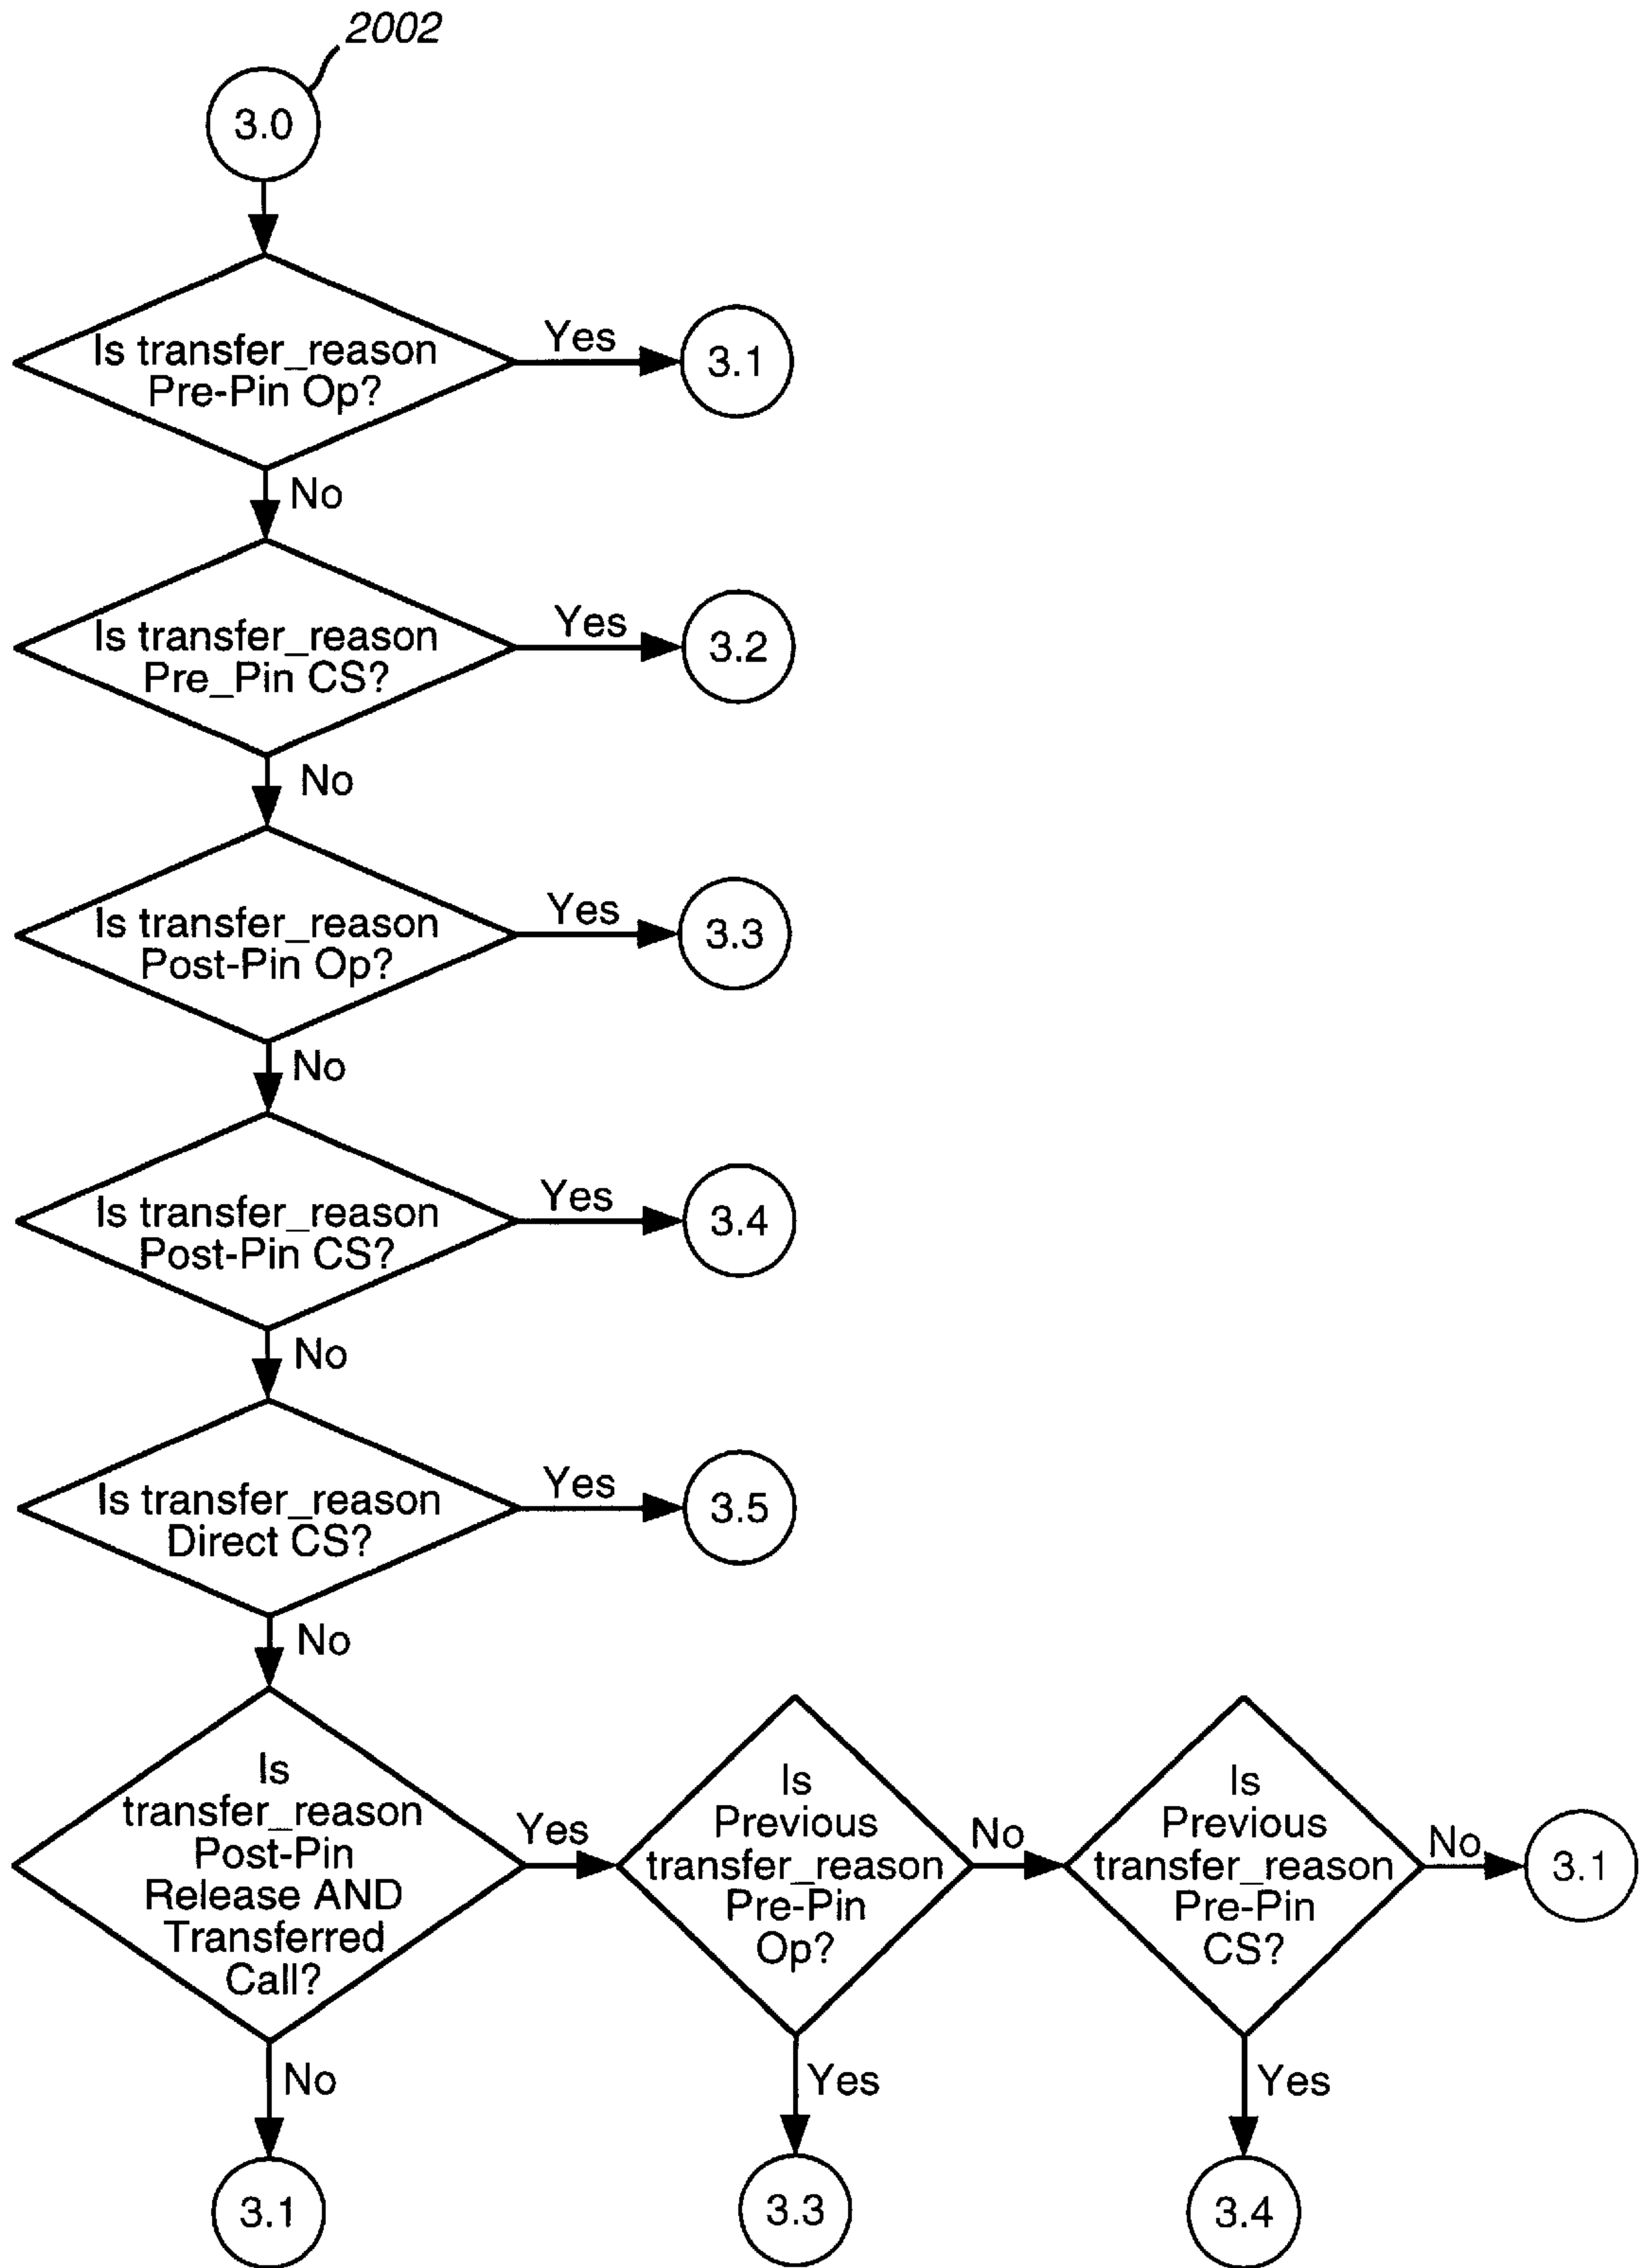 2002
3.0
Is transfer_reason
Pre-Pin Op?
Yes
3.1
No
Is transfer_reason
Pre_Pin CS?
Yes
3.2
No
Is transfer_reason
Post-Pin Op?
Yes
3.3
No
Is transfer_reason
Post-Pin CS?
Yes
3.4
No
Is transfer_reason
Direct CS?
Yes
3.5
No
Is
transfer_reason
Post-Pin
Release AND
Transferred
Call?
Yes
Is
Previous
transfer_reason
Pre-Pin
Op?
No
Is
Previous
transfer_reason
Pre-Pin
CS?
No
3.1
No
Yes
Yes
3.1
3.3
3.4